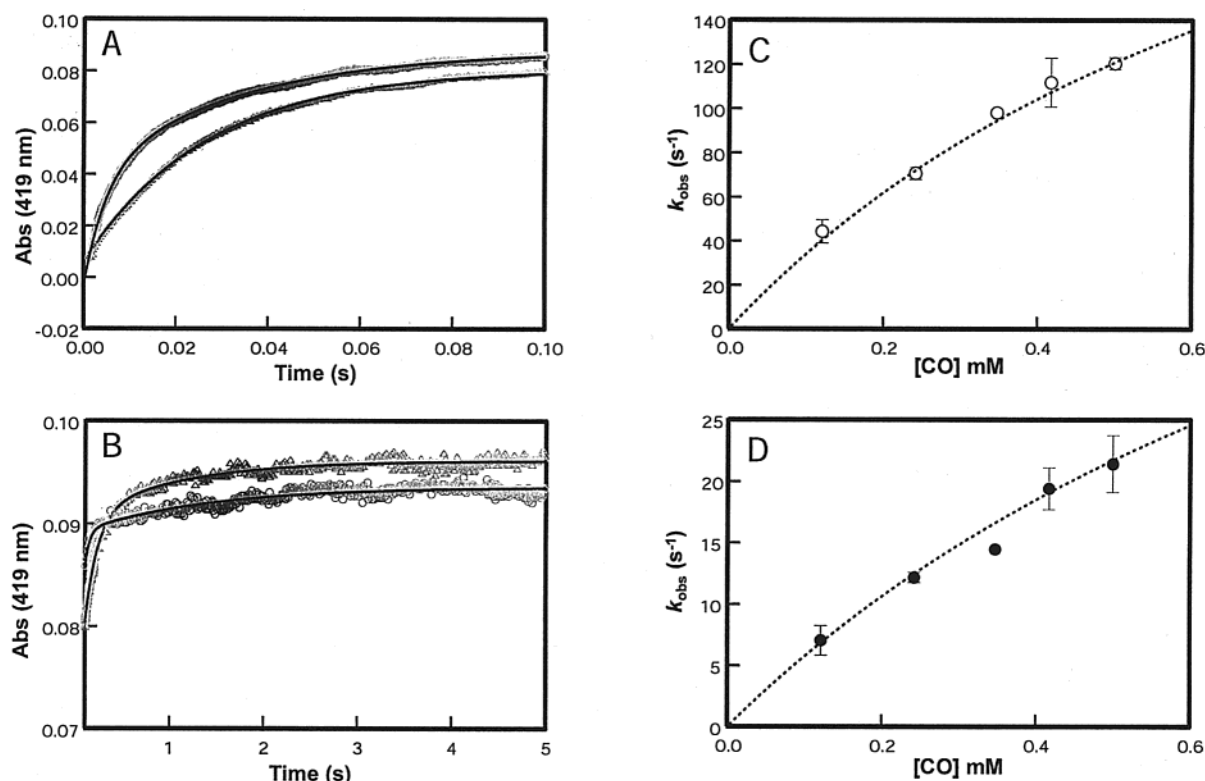 A
Abs (419 nm)
0.10
0.08
0.06
0.04
0.02
0.00
-0.02
0.00 0.02 0.04 0.06 0.08 0.10
Time (s)
C
k_obs (s⁻¹)
140
120
100
80
60
40
20
0
0.0 0.2 0.4 0.6
[CO] mM
B
Abs (419 nm)
0.10
0.09
0.08
0.07
1 2 3 4 5
Time (s)
D
k_obs (s⁻¹)
25
20
15
10
5
0
0.0 0.2 0.4 0.6
[CO] mM